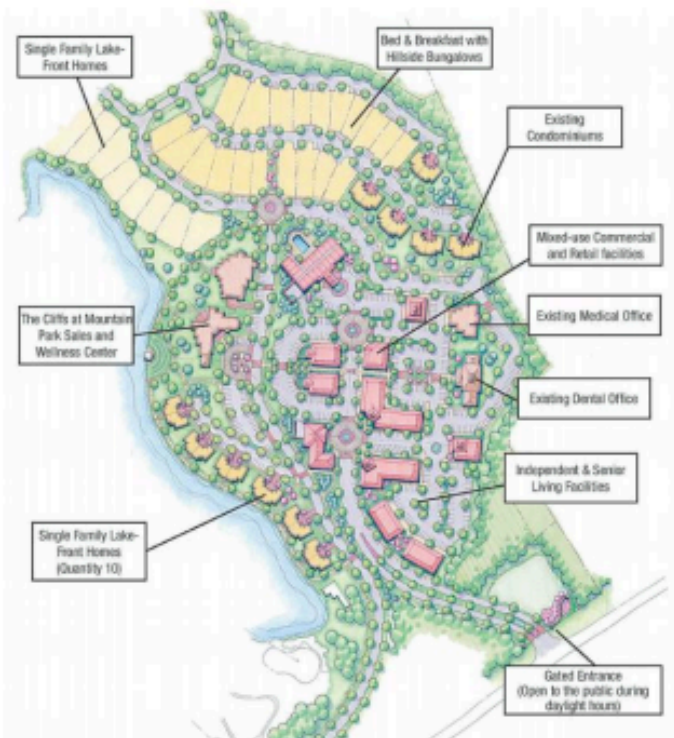 Single Family Lake-
Front Homes
Bed & Breakfast with
Hillside Bungalows
Existing
Condominiums
Mixed-use Commercial
and Retail facilities
The Cliffs at Mountain
Park Sales and
Wellness Center
Existing Medical Office
Existing Dental Office
Independent & Senior
Living Facilities
Single Family Lake-
Front Homes
(Quantity 10)
Gated Entrance
(Open to the public during
daylight hours)